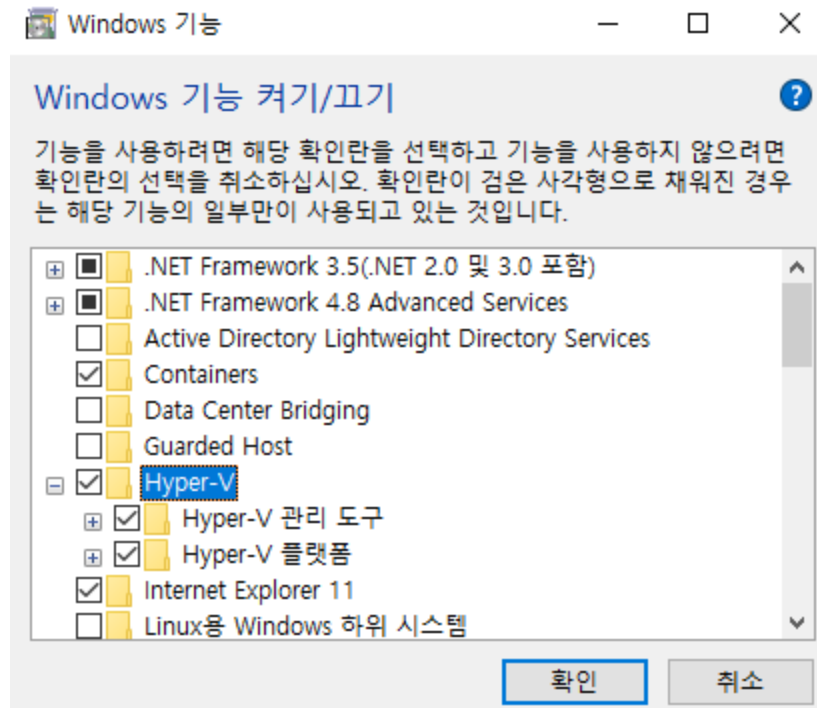 Windows 기능
Windows 기능 켜기/끄기
기능을 사용하려면 해당 확인란을 선택하고 기능을 사용하지 않으려면
확인란의 선택을 취소하십시오. 확인란이 검은 사각형으로 채워진 경우
는 해당 기능의 일부만이 사용되고 있는 것입니다.
.NET Framework 3.5(.NET 2.0 및 3.0 포함)
.NET Framework 4.8 Advanced Services
Active Directory Lightweight Directory Services
Containers
Data Center Bridging
Guarded Host
Hyper-V
Hyper-V 관리 도구
Hyper-V 플랫폼
Internet Explorer 11
Linux용 Windows 하위 시스템
확인 취소